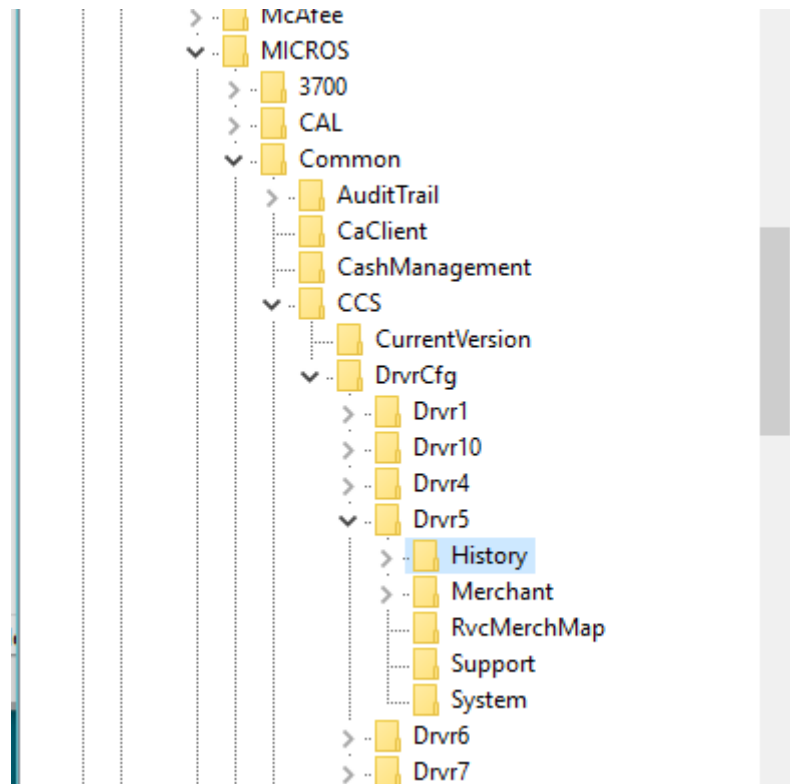 McAfee
MICROS
3700
CAL
Common
AuditTrail
CaClient
CashManagement
CCS
CurrentVersion
DrvrCfg
Drvr1
Drvr10
Drvr4
Drvr5
History
Merchant
RvcMerchMap
Support
System
Drvr6
Drvr7